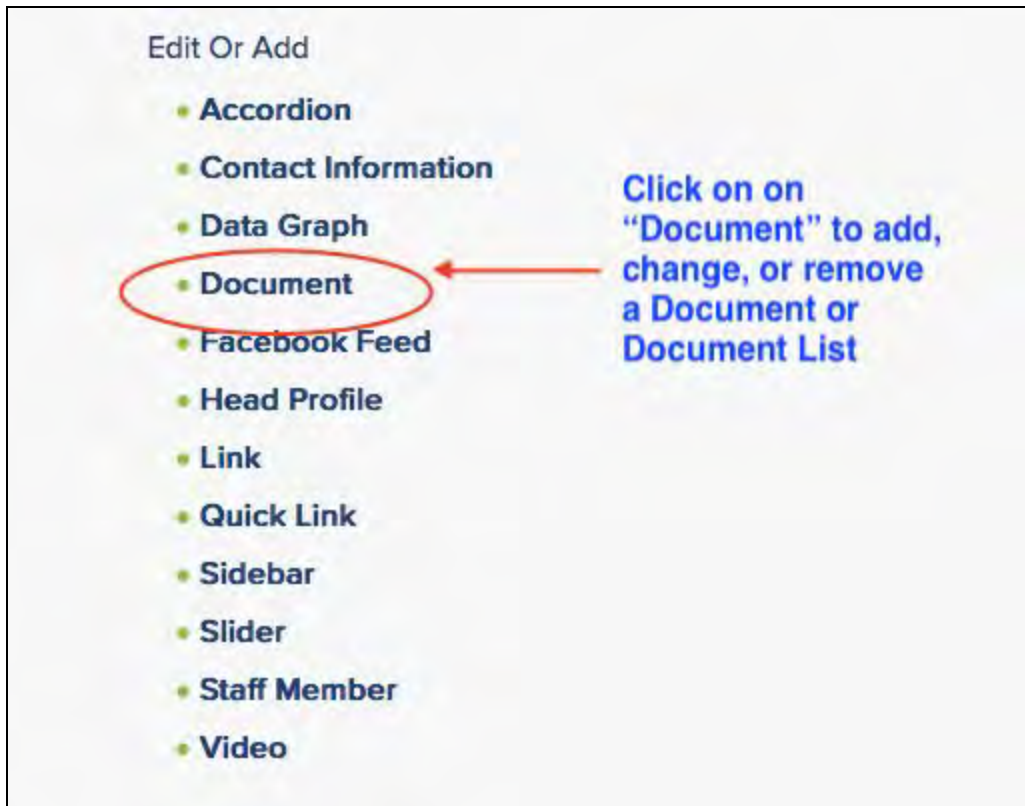 Edit Or Add
Accordion
Contact Information
Data Graph
Document
Facebook Feed
Head Profile
Link
Quick Link
Sidebar
Slider
Staff Member
Video
Click on on
“Document” to add,
change, or remove
a Document or
Document List